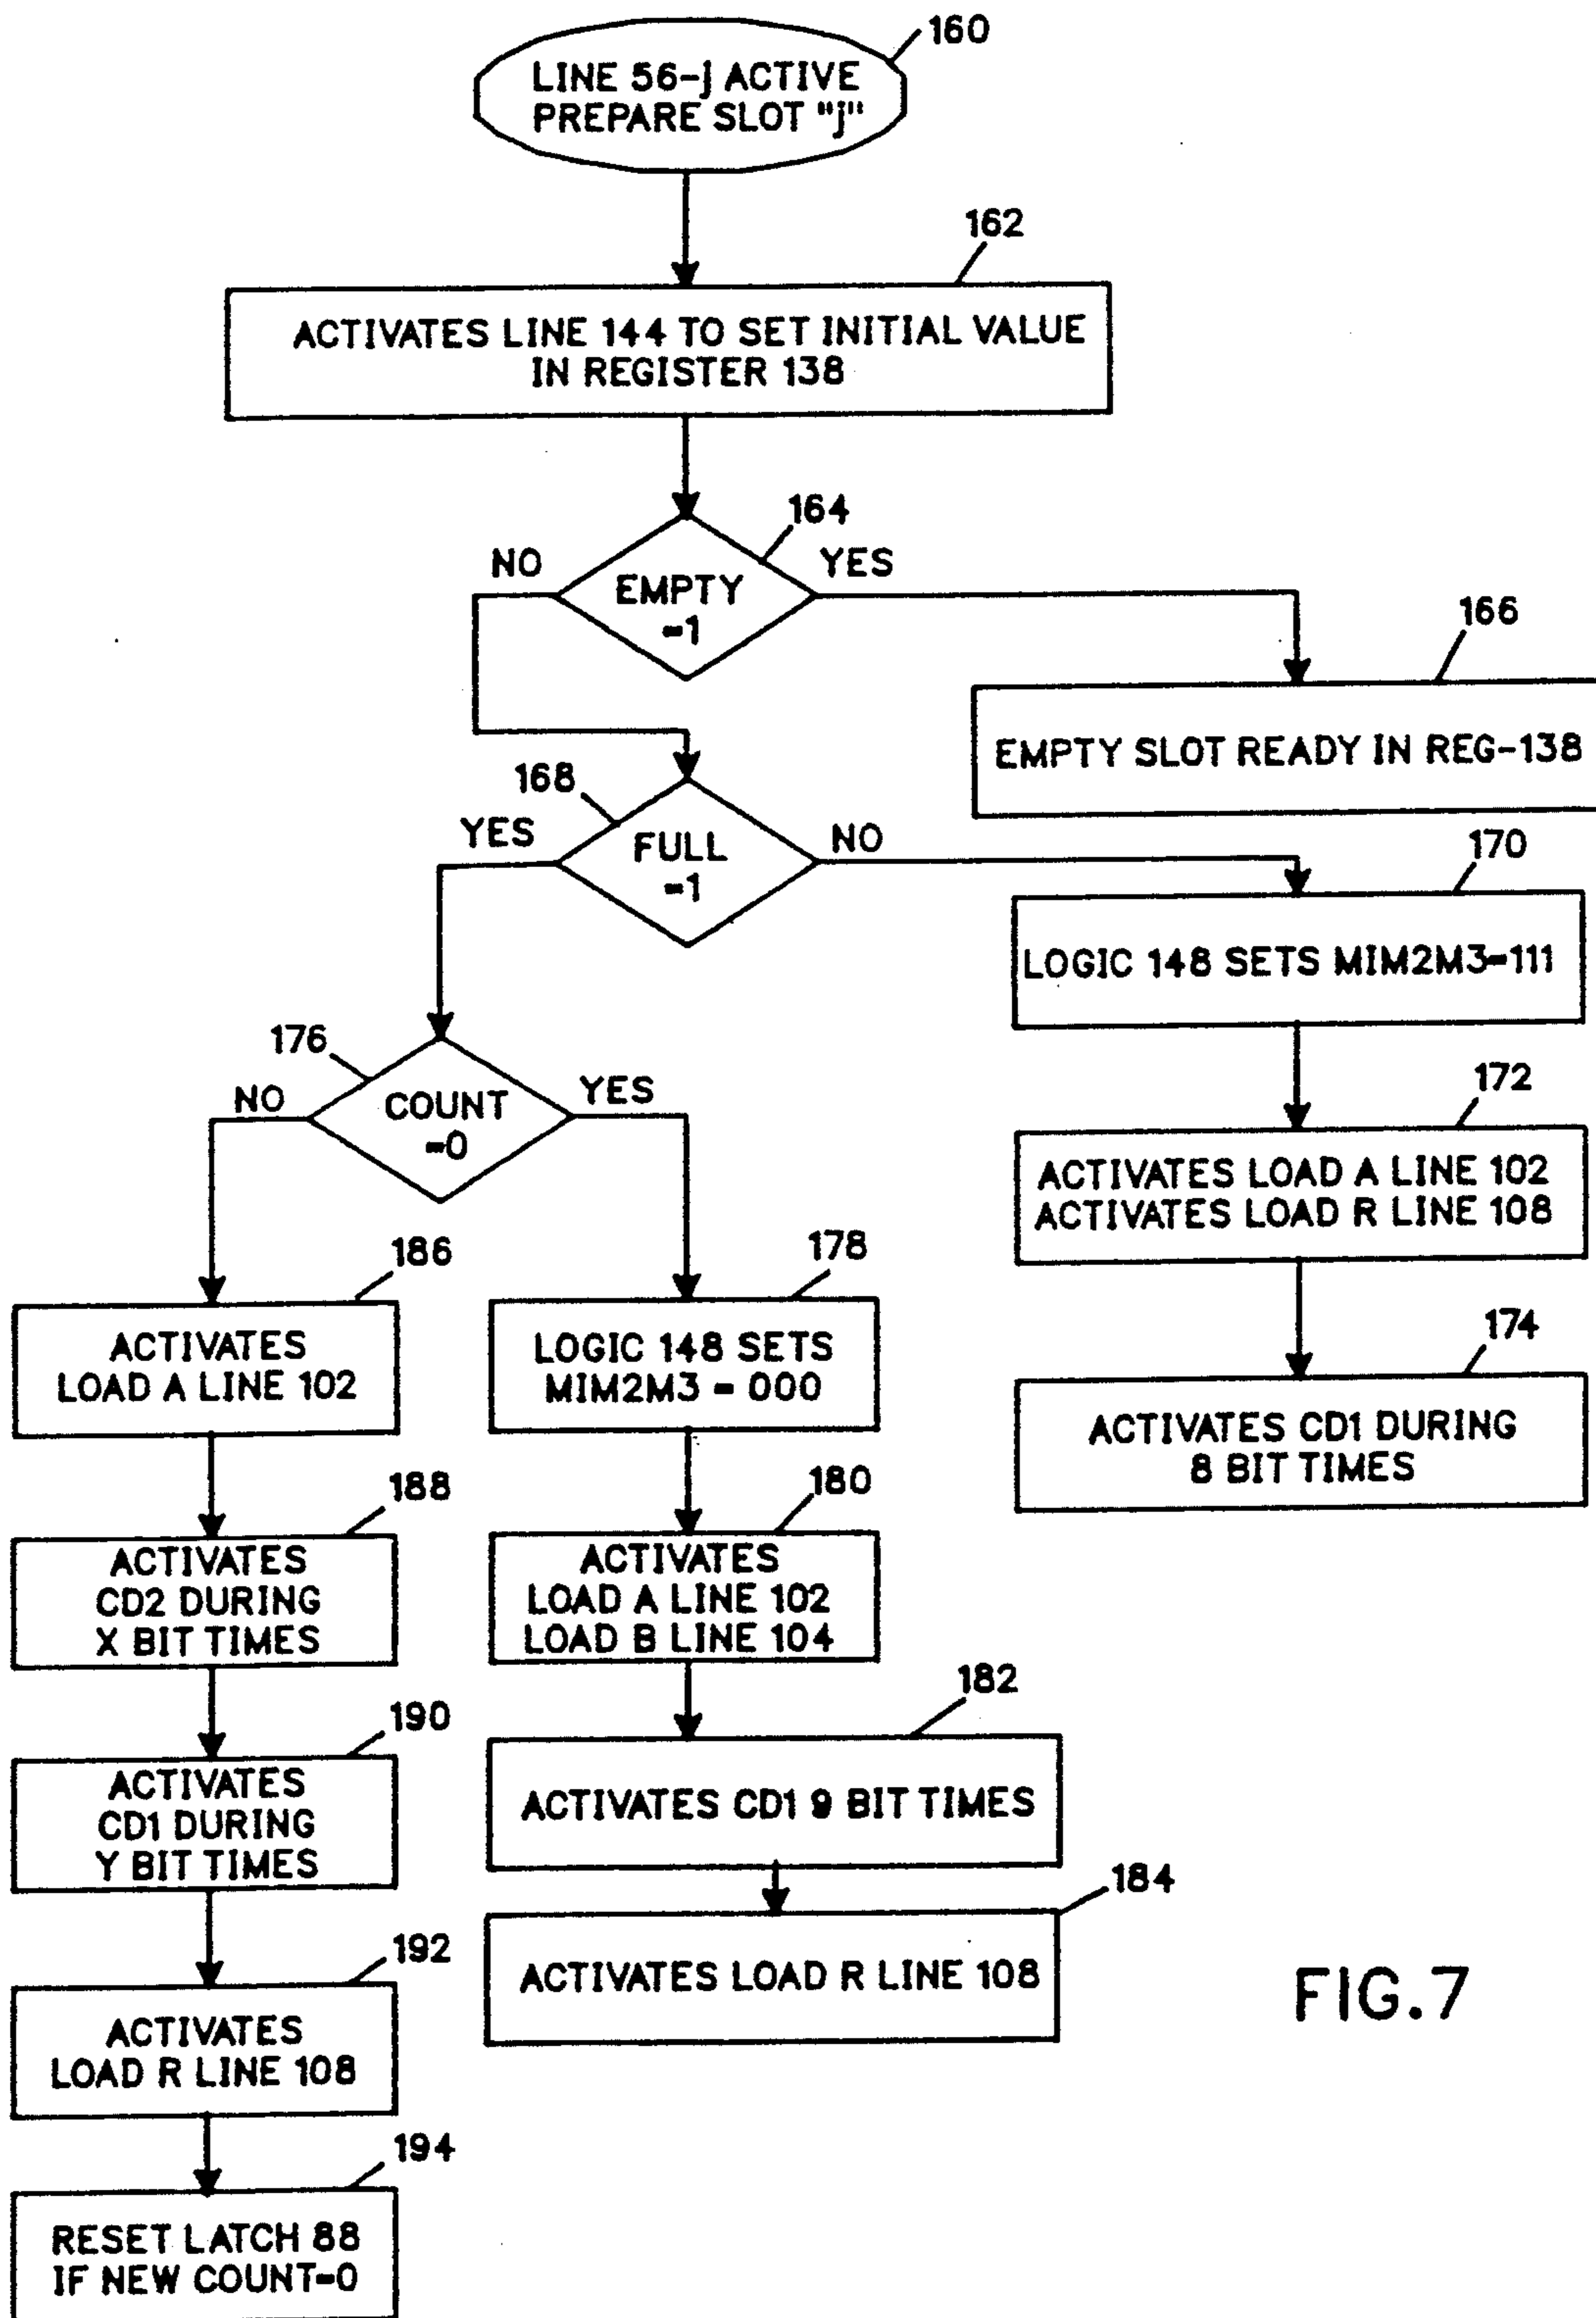 160
LINE 56-j ACTIVE
PREPARE SLOT "j"
162
ACTIVATES LINE 144 TO SET INITIAL VALUE
IN REGISTER 138
164
NO
YES
EMPTY
=1
166
EMPTY SLOT READY IN REG-138
168
YES
NO
FULL
=1
170
LOGIC 148 SETS MIM2M3=111
172
ACTIVATES LOAD A LINE 102
ACTIVATES LOAD R LINE 108
174
ACTIVATES CD1 DURING
8 BIT TIMES
176
NO
YES
COUNT
=0
186
ACTIVATES
LOAD A LINE 102
178
LOGIC 148 SETS
MIM2M3 = 000
188
ACTIVATES
CD2 DURING
X BIT TIMES
180
ACTIVATES
LOAD A LINE 102
LOAD B LINE 104
190
ACTIVATES
CD1 DURING
Y BIT TIMES
182
ACTIVATES CD1 9 BIT TIMES
192
ACTIVATES
LOAD R LINE 108
184
ACTIVATES LOAD R LINE 108
194
RESET LATCH 88
IF NEW COUNT=0
FIG.7